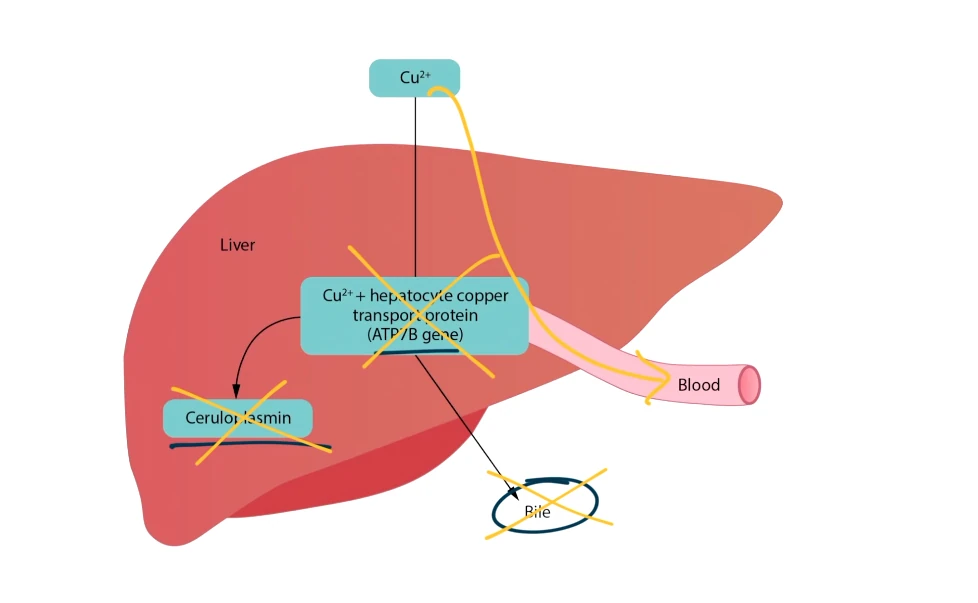 Cu²⁺
Liver
Cu²⁺ + hepatocyte copper
transport protein
(ATP7B gene)
Blood
Ceruloplasmin
Bile